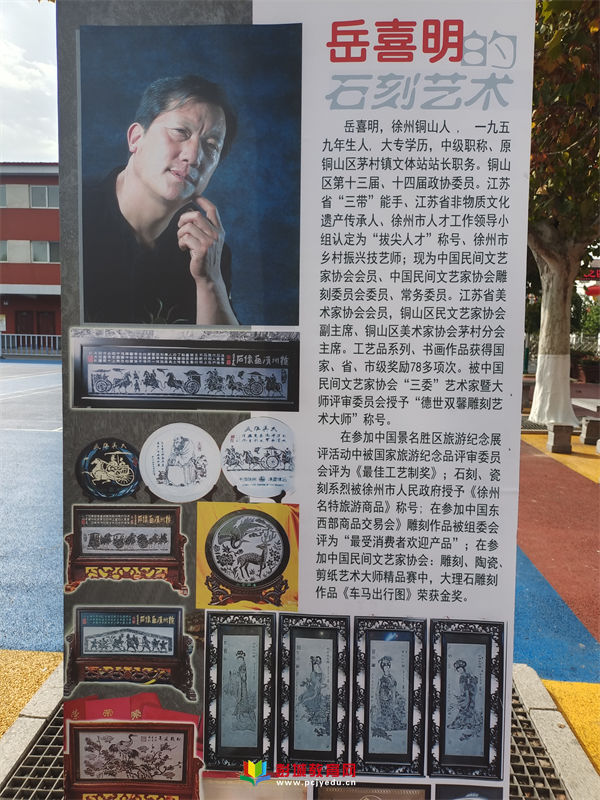 岳喜明的
石刻艺术
岳喜明，徐州铜山人，一九五
九年生人，大专学历，中级职称、原
铜山区茅村镇文体站站长职务。铜山
区第十三届、十四届政协委员。江苏
省“三带”能手、江苏省非物质文化
遗产传承人、徐州市人才工作领导小
组认定为“拔尖人才”称号、徐州市
乡村振兴技艺师；现为中国民间文艺
家协会会员、中国民间文艺家协会雕
刻委员会委员、常务委员。江苏省美
术家协会会员，铜山区民文艺家协会
副主席、铜山区美术家协会茅村分会
主席。工艺品系列、书画作品获得国
家、省、市级奖励78多项次。被中国
民间文艺家协会“三委”艺术家暨大
师评审委员会授予“德世双馨雕刻艺
术大师”称号。
在参加中国景名胜区旅游纪念展
评活动中被国家旅游纪念品评审委员
会评为《最佳工艺制奖》；石刻、瓷
刻系列被徐州市人民政府授予《徐州
名特旅游商品》称号；在参加中国东
西部商品交易会》雕刻作品被组委会
评为“最受消费者欢迎产品”；在参
加中国民间文艺家协会：雕刻、陶瓷、
剪纸艺术大师精品赛中，大理石雕刻
作品《车马出行图》荣获金奖。
www.pcjyedu.cn